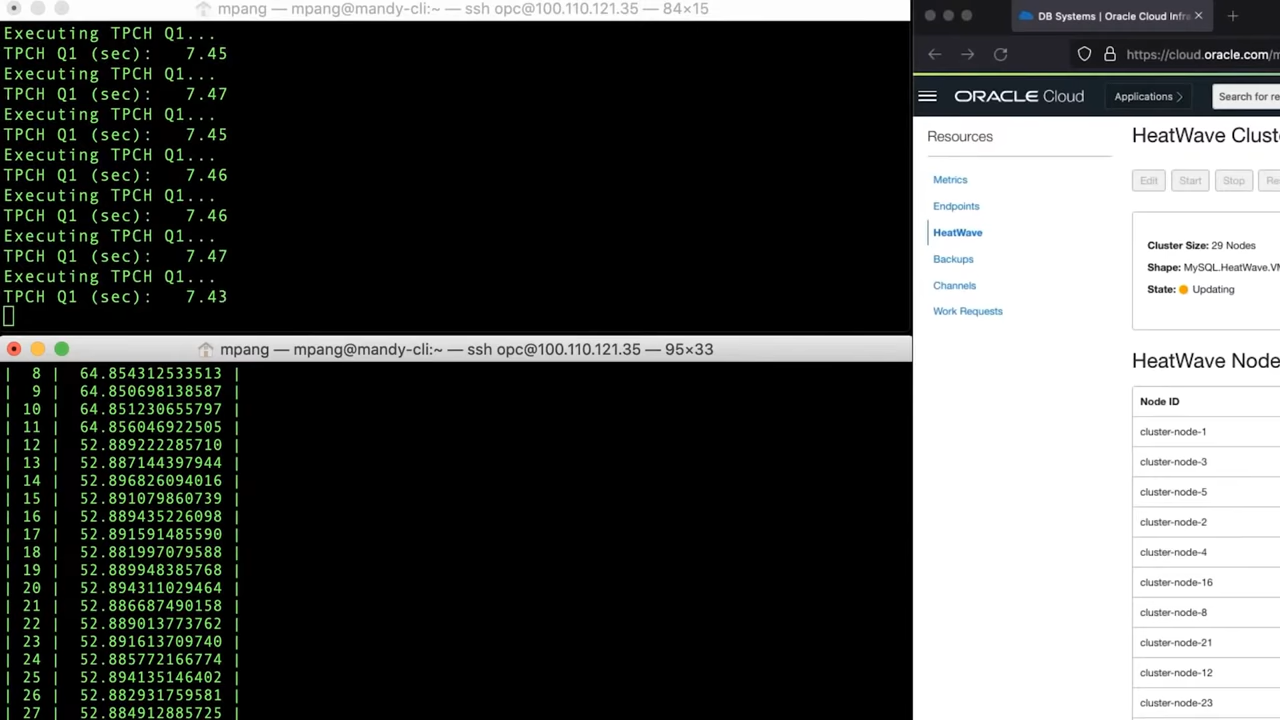 mpang — mpang@mandy-cli:~ — ssh opc@100.110.121.35 — 84×15
Executing TPCH Q1...
TPCH Q1 (sec): 7.45
Executing TPCH Q1...
TPCH Q1 (sec): 7.47
Executing TPCH Q1...
TPCH Q1 (sec): 7.45
Executing TPCH Q1...
TPCH Q1 (sec): 7.46
Executing TPCH Q1...
TPCH Q1 (sec): 7.46
Executing TPCH Q1...
TPCH Q1 (sec): 7.47
Executing TPCH Q1...
TPCH Q1 (sec): 7.43
mpang — mpang@mandy-cli:~ — ssh opc@100.110.121.35 — 95×33
| 8 | 64.854312533513 |
| 9 | 64.850698138587 |
| 10 | 64.851230655797 |
| 11 | 64.856046922505 |
| 12 | 52.889222285710 |
| 13 | 52.887144397944 |
| 14 | 52.896826094016 |
| 15 | 52.891079860739 |
| 16 | 52.889435226098 |
| 17 | 52.891591485590 |
| 18 | 52.881997079588 |
| 19 | 52.889948385768 |
| 20 | 52.894311029464 |
| 21 | 52.886687490158 |
| 22 | 52.889013773762 |
| 23 | 52.891613709740 |
| 24 | 52.885772166774 |
| 25 | 52.894135146402 |
| 26 | 52.882931759581 |
| 27 | 52.884912885725 |
DB Systems | Oracle Cloud Infra
https://cloud.oracle.com/m
ORACLE Cloud
Applications
Search for re
Resources
Metrics
Endpoints
HeatWave
Backups
Channels
Work Requests
HeatWave Cluste
Edit
Start
Stop
Res
Cluster Size: 29 Nodes
Shape: MySQL.HeatWave.VM
State: Updating
HeatWave Node
Node ID
cluster-node-1
cluster-node-3
cluster-node-5
cluster-node-2
cluster-node-4
cluster-node-16
cluster-node-8
cluster-node-21
cluster-node-12
cluster-node-23